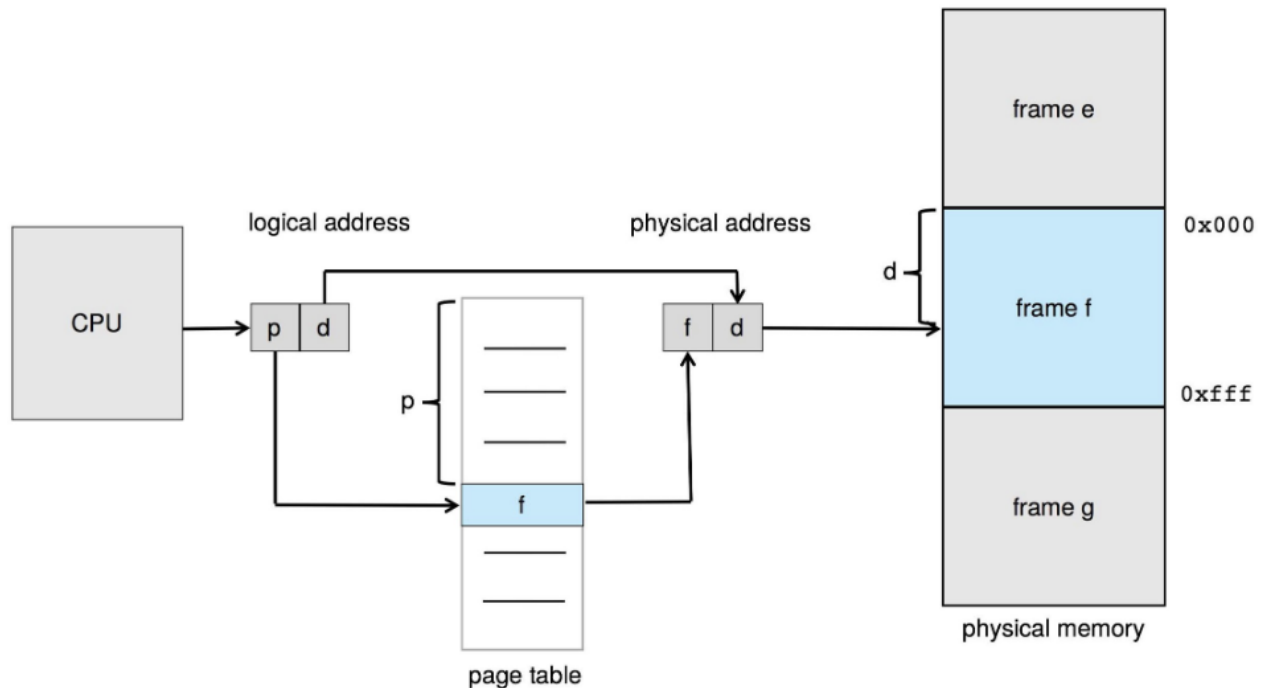 frame e
logical address
physical address
0x000
d
CPU
p d
f d
frame f
p
0xfff
f
frame g
physical memory
page table